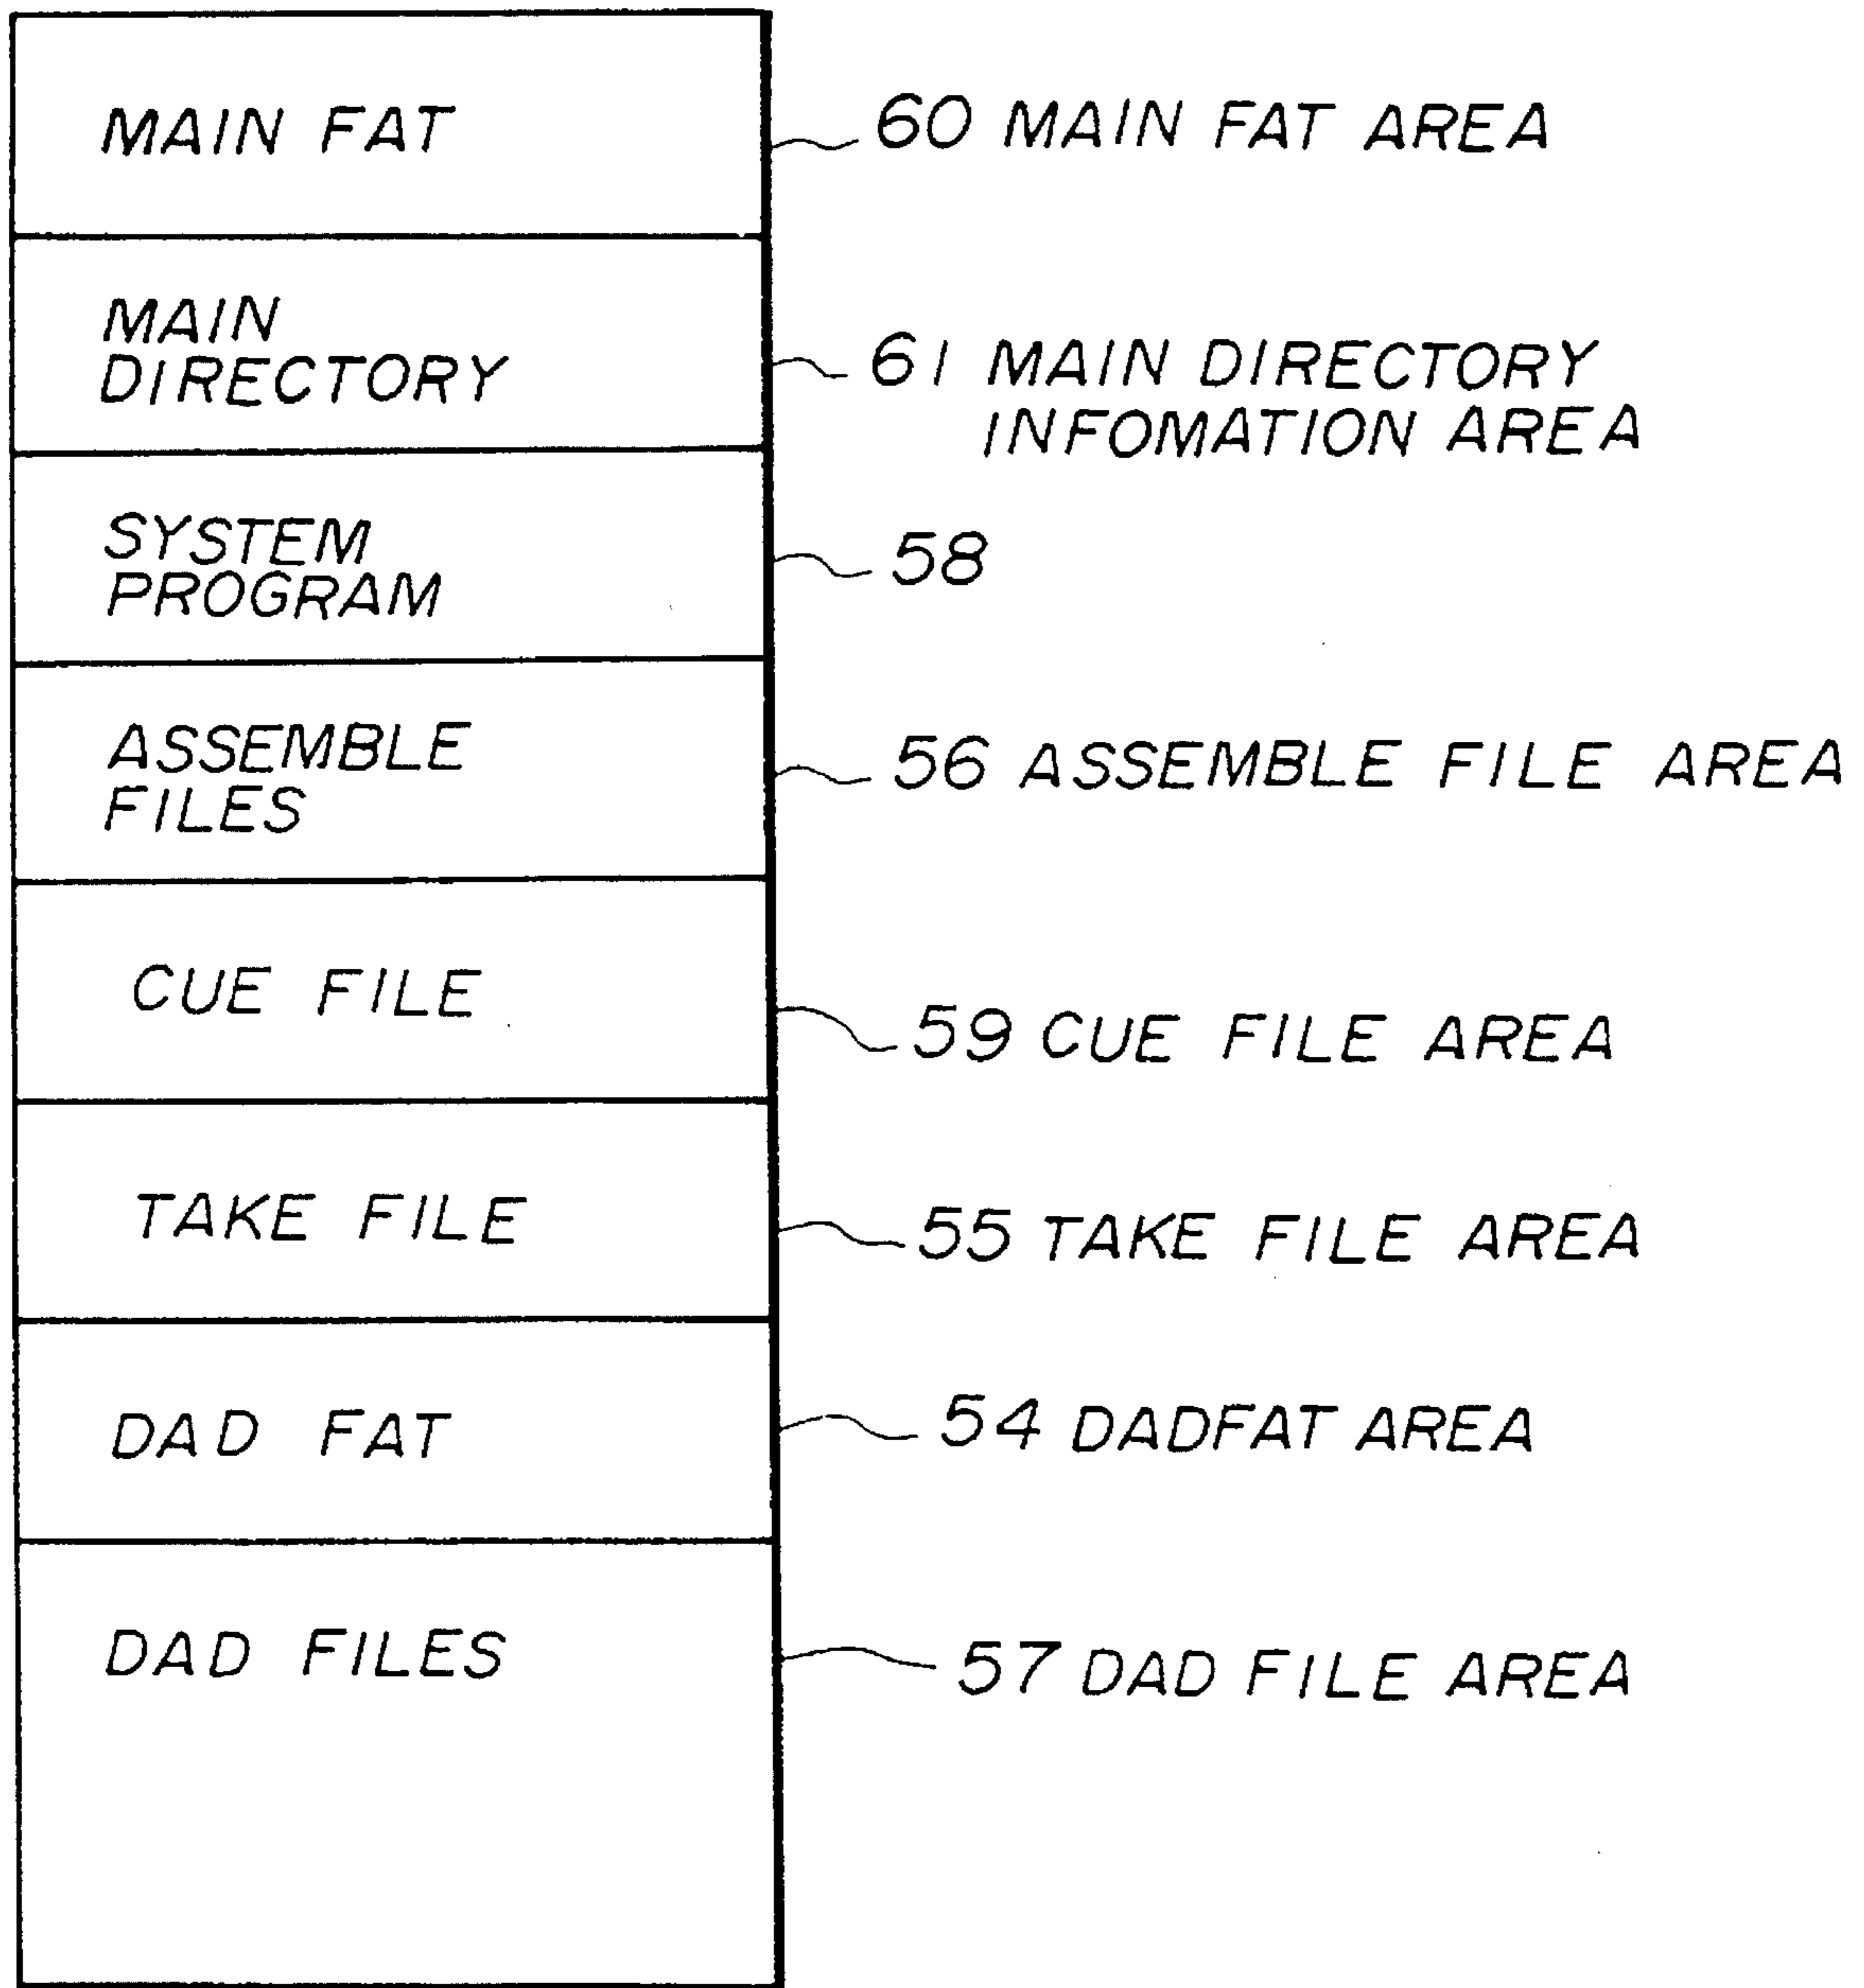 MAIN FAT
60 MAIN FAT AREA
MAIN
DIRECTORY
61 MAIN DIRECTORY
INFOMATION AREA
SYSTEM
PROGRAM
58
ASSEMBLE
FILES
56 ASSEMBLE FILE AREA
CUE FILE
59 CUE FILE AREA
TAKE FILE
55 TAKE FILE AREA
DAD FAT
54 DADFAT AREA
DAD FILES
57 DAD FILE AREA